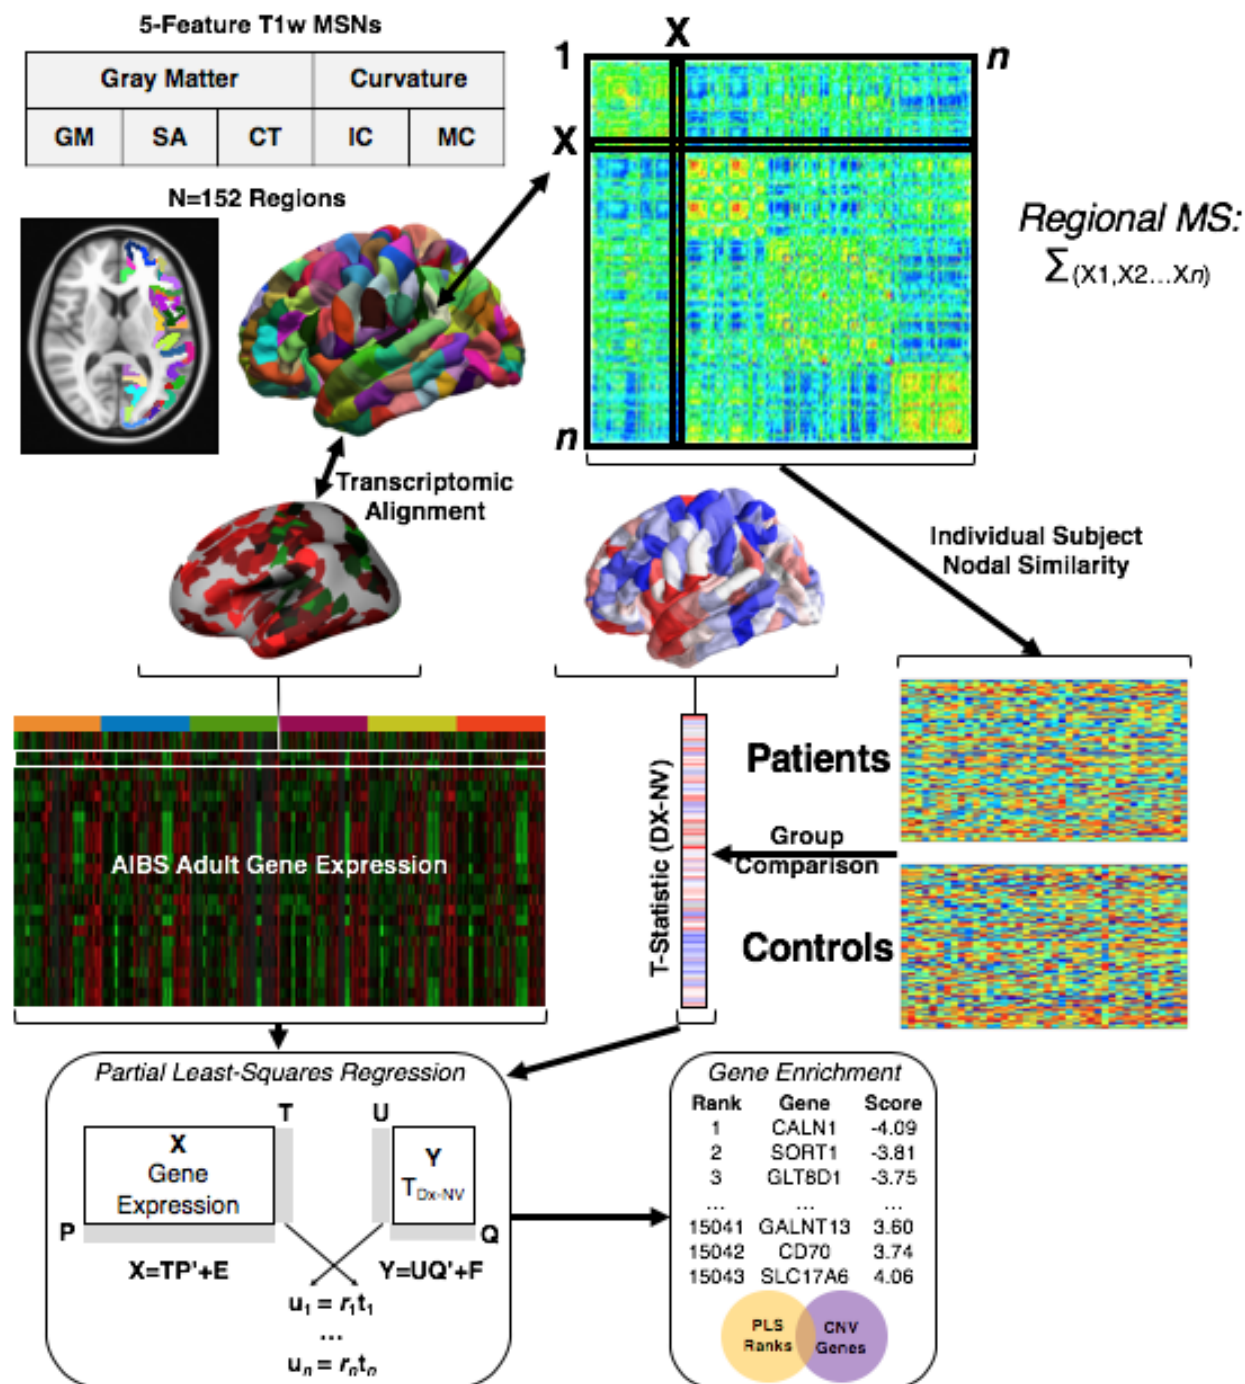 5-Feature T1w MSNs
Gray Matter Curvature
GM SA CT IC MC
N=152 Regions
1 X n
X
n
Regional MS:
Σ(X1,X2...Xn)
Transcriptomic
Alignment
Individual Subject
Nodal Similarity
AIBS Adult Gene Expression
T-Statistic (DX-NV)
Patients
Group
Comparison
Controls
Partial Least-Squares Regression
T U
X
Gene
Expression
Y
TDx-NV
P Q
X=TP'+E Y=UQ'+F
u1 = r1t1
...
un = rntn
Gene Enrichment
Rank Gene Score
1 CALN1 -4.09
2 SORT1 -3.81
3 GLT8D1 -3.75
... ... ...
15041 GALNT13 3.60
15042 CD70 3.74
15043 SLC17A6 4.06
PLS
Ranks
CNV
Genes